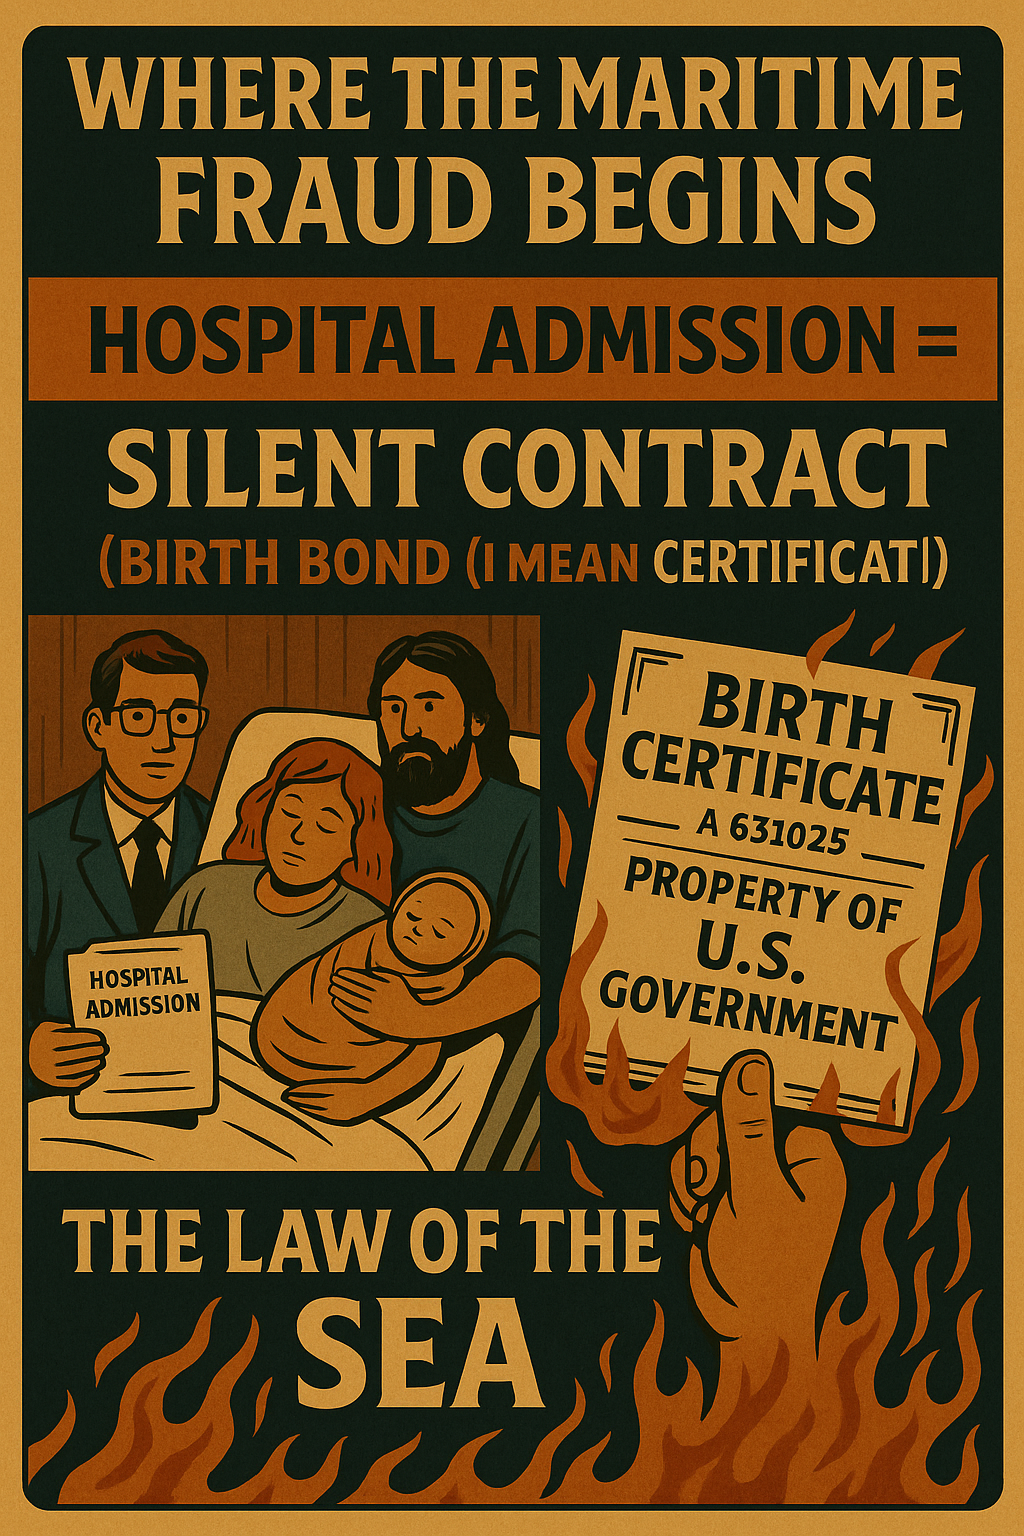 WHERE THE MARITIME
FRAUD BEGINS
HOSPITAL ADMISSION =
SILENT CONTRACT
(BIRTH BOND (I MEAN CERTIFICATI)
HOSPITAL
ADMISSION
BIRTH
CERTIFICATE
A 631025
PROPERTY OF
U.S.
GOVERNMENT
THE LAW OF THE
SEA